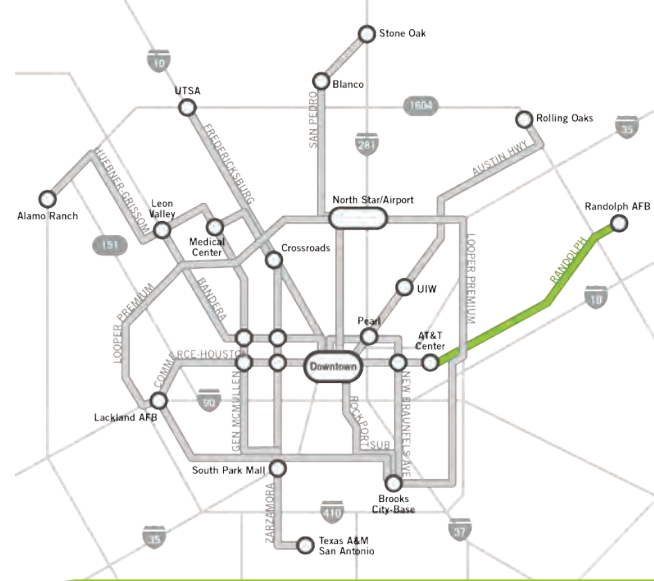 Stone Oak
281
10
Blanco
UTSA
1604
Rolling Oaks
SAN PEDRO
35
FREDERICKSBURG
281
AUSTIN HWY
HUEBNER-GRISSOM
Alamo Ranch
Leon
Valley
North Star/Airport
Randolph AFB
151
Medical
Center
Crossroads
LOOPER PREMIUM
RANDOLPH
UIW
10
LOOPER PREMIUM
BANDERA
Pearl
AT&T
Center
COMMERCE-HOUSTON
Downtown
90
Lackland AFB
GEN MCMULLEN
ROCKPORT
NEW BRAUNFELS AVE
SUB
South Park Mall
Brooks
City-Base
ZARZAMORA
410
35
37
Texas A&M
San Antonio